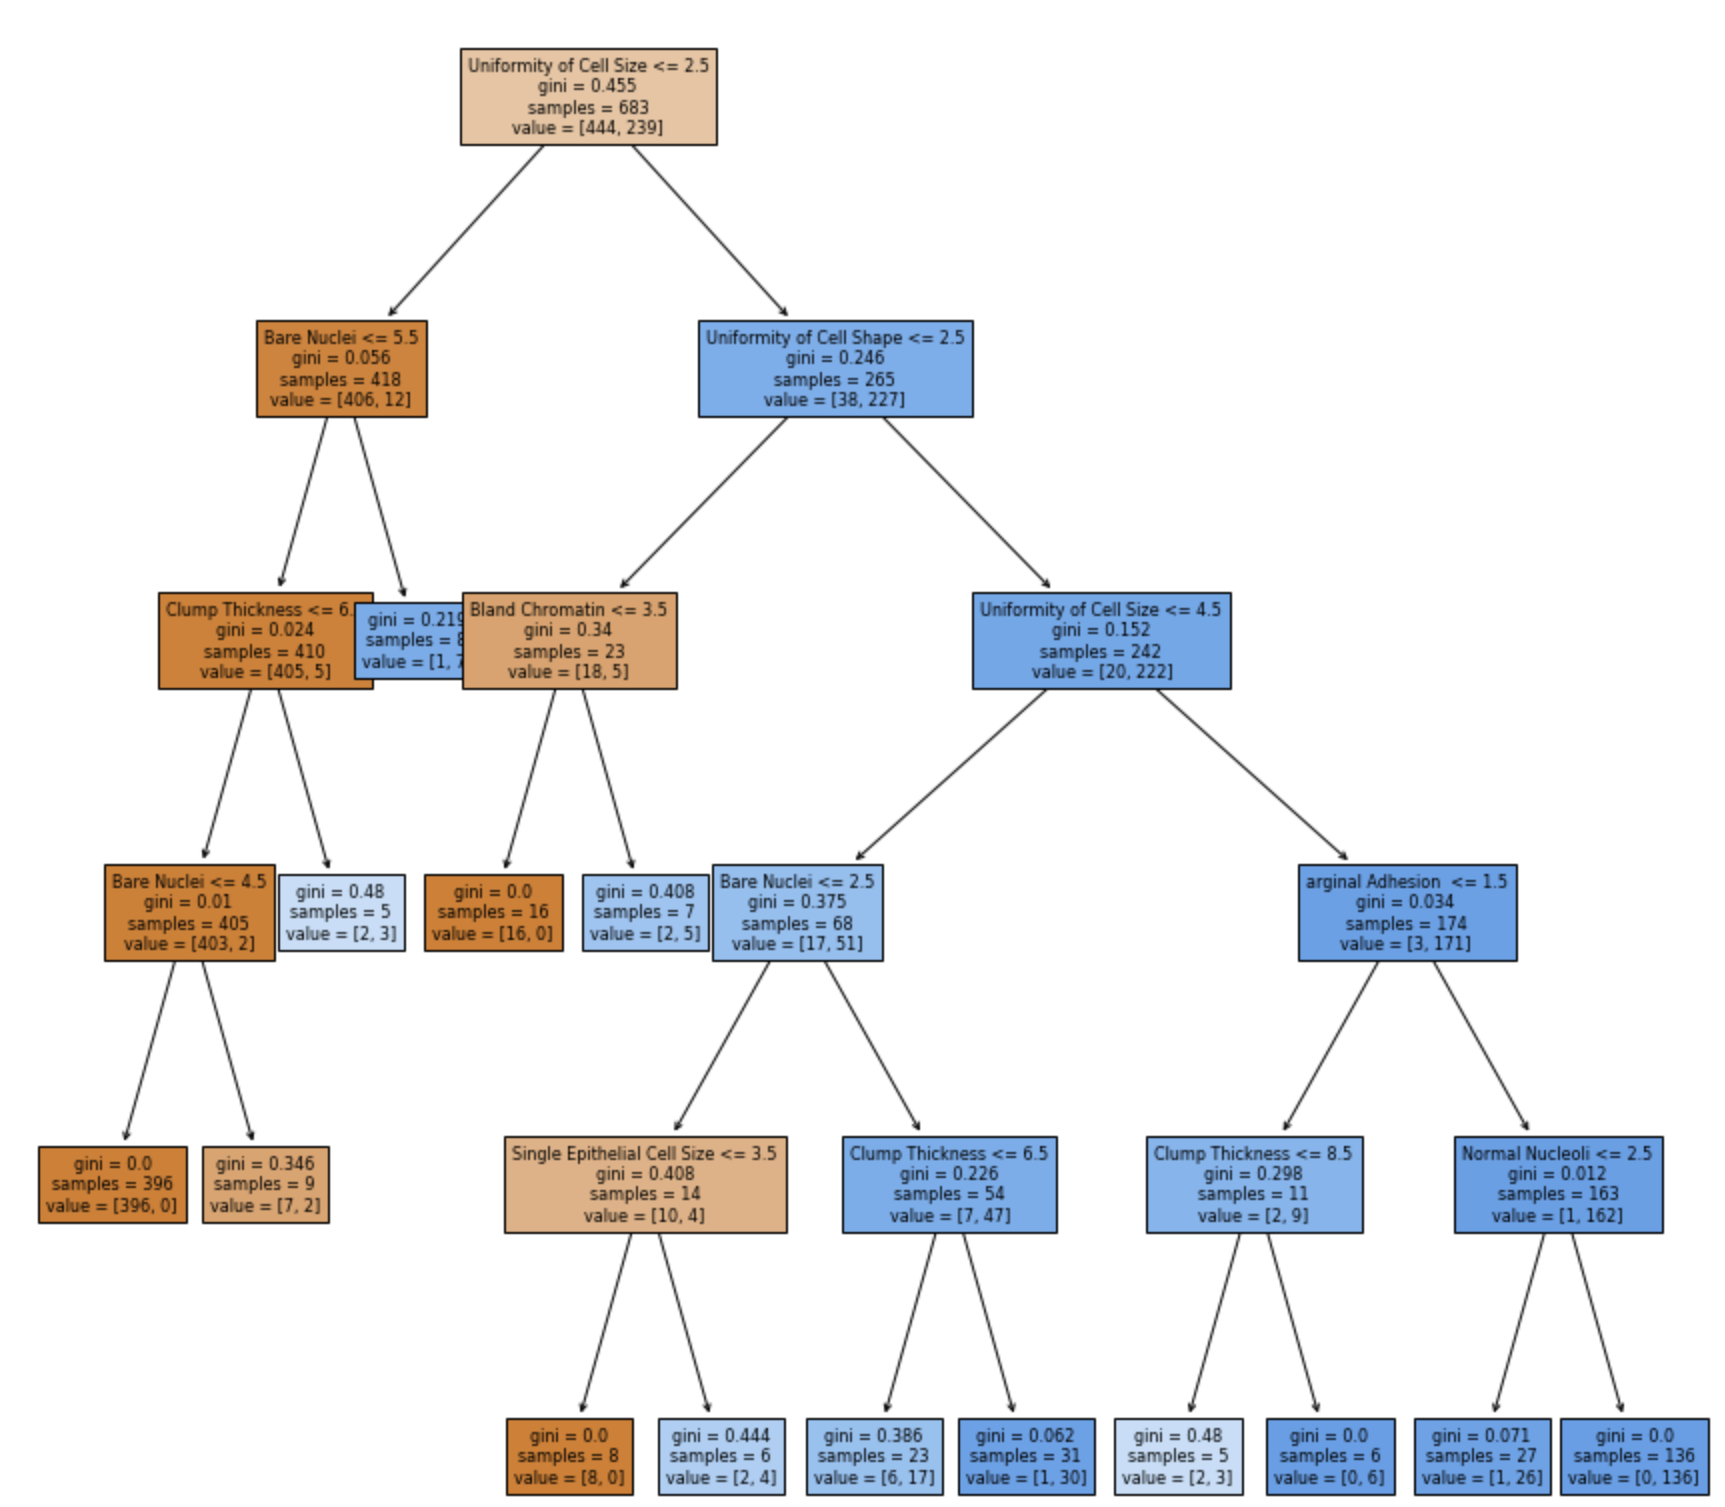 Uniformity of Cell Size <= 2.5
gini = 0.455
samples = 683
value = [444, 239]
Bare Nuclei <= 5.5
gini = 0.056
samples = 418
value = [406, 12]
Uniformity of Cell Shape <= 2.5
gini = 0.246
samples = 265
value = [38, 227]
Clump Thickness <= 6.
gini = 0.024
samples = 410
value = [405, 5]
gini = 0.219
samples = 8
value = [1, 7
Bland Chromatin <= 3.5
gini = 0.34
samples = 23
value = [18, 5]
Uniformity of Cell Size <= 4.5
gini = 0.152
samples = 242
value = [20, 222]
Bare Nuclei <= 4.5
gini = 0.01
samples = 405
value = [403, 2]
gini = 0.48
samples = 5
value = [2, 3]
gini = 0.0
samples = 16
value = [16, 0]
gini = 0.408
samples = 7
value = [2, 5]
Bare Nuclei <= 2.5
gini = 0.375
samples = 68
value = [17, 51]
arginal Adhesion  <= 1.5
gini = 0.034
samples = 174
value = [3, 171]
gini = 0.0
samples = 396
value = [396, 0]
gini = 0.346
samples = 9
value = [7, 2]
Single Epithelial Cell Size <= 3.5
gini = 0.408
samples = 14
value = [10, 4]
Clump Thickness <= 6.5
gini = 0.226
samples = 54
value = [7, 47]
Clump Thickness <= 8.5
gini = 0.298
samples = 11
value = [2, 9]
Normal Nucleoli <= 2.5
gini = 0.012
samples = 163
value = [1, 162]
gini = 0.0
samples = 8
value = [8, 0]
gini = 0.444
samples = 6
value = [2, 4]
gini = 0.386
samples = 23
value = [6, 17]
gini = 0.062
samples = 31
value = [1, 30]
gini = 0.48
samples = 5
value = [2, 3]
gini = 0.0
samples = 6
value = [0, 6]
gini = 0.071
samples = 27
value = [1, 26]
gini = 0.0
samples = 136
value = [0, 136]